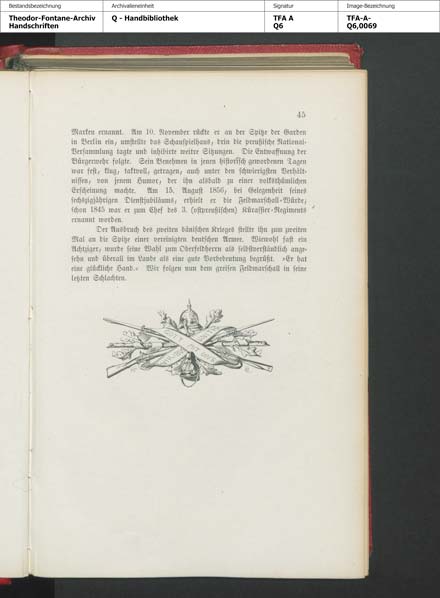 Bestandsbezeichnung
Theodor-Fontane-Archiv
Handschriften
Archivalieneinheit
Q - Handbibliothek
Signatur
TFA A
Q6
Image-Bezeichnung
TFA-A-
Q6,0069
45
Marken ernannt. Am 10. November rückte er an der Spitze der Garden
in Berlin ein, umstellte das Schauspielhaus, drin die preußische National-
Versammlung tagte und inhibirte weitre Sitzungen. Die Entwaffnung der
Bürgerwehr folgte. Sein Benehmen in jenen historisch gewordenen Tagen
war fest, klug, taktvoll, getragen, auch unter den schwierigsten Verhält-
nissen, von jenem Humor, der ihn alsbald zu einer volksthümlichen
Erscheinung machte. Am 15. August 1856, bei Gelegenheit seines
sechszigjährigen Dienstjubiläums, erhielt er die Feldmarschall-Würde,
schon 1845 war er zum Chef des 3. (ostpreußischen) Kürassier-Regiments
ernannt worden.
Der Ausbruch des zweiten dänischen Krieges stellte ihn zum zweiten
Mal an die Spitze einer vereinigten deutschen Armee. Wiewohl fast ein
Achtziger, wurde seine Wahl zum Oberfeldherrn als selbstverständlich ange-
sehn und überall im Lande als eine gute Vorbedeutung begrüßt. »Er hat
eine glückliche Hand.« Wir folgen nun dem greisen Feldmarschall in seine
letzten Schlachten.